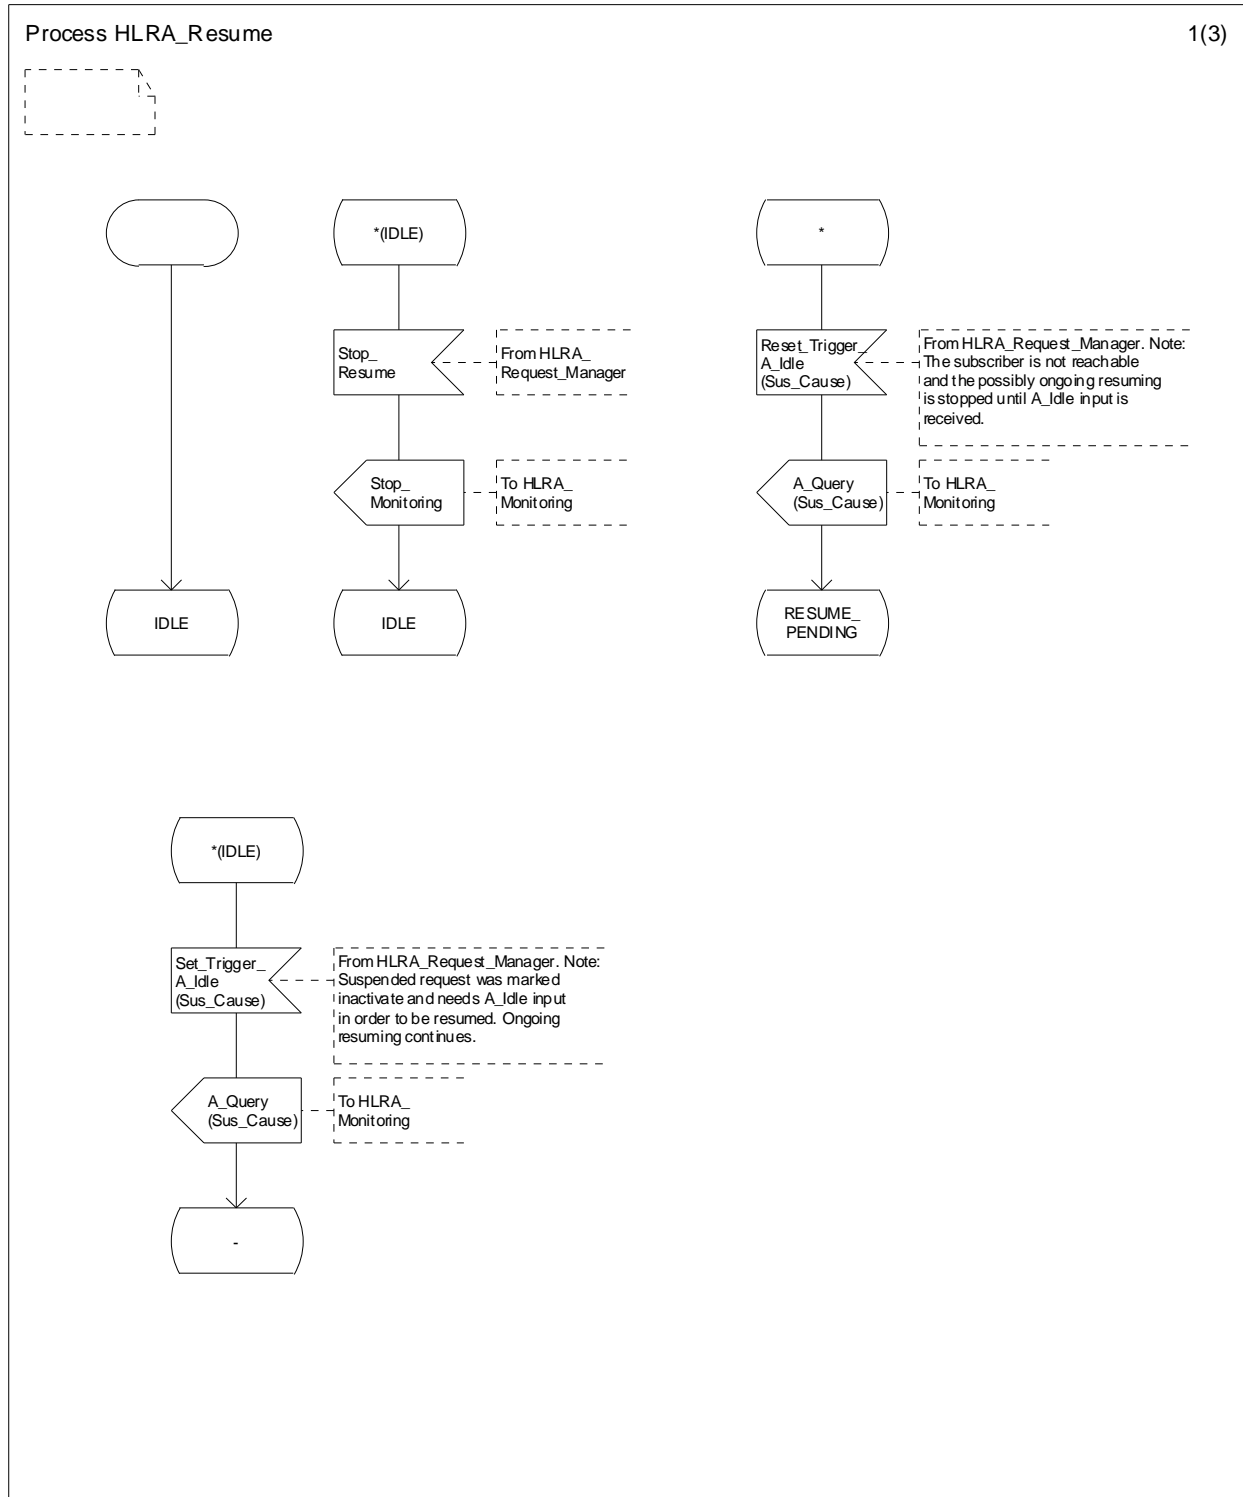 Process HLRA_Resume
1(3)
*(IDLE)
*
Stop_
Resume
From HLRA_
Request_Manager
Reset_Trigger_
A_Idle
(Sus_Cause)
From HLRA_Request_Manager. Note:
The subscriber is not reachable
and the possibly ongoing resuming
is stopped until A_Idle input is
received.
Stop_
Monitoring
To HLRA_
Monitoring
A_Query
(Sus_Cause)
To HLRA_
Monitoring
IDLE
IDLE
RESUME_
PENDING
*(IDLE)
Set_Trigger_
A_Idle
(Sus_Cause)
From HLRA_Request_Manager. Note:
Suspended request was marked
inactivate and needs A_Idle input
in order to be resumed. Ongoing
resuming continues.
A_Query
(Sus_Cause)
To HLRA_
Monitoring
-